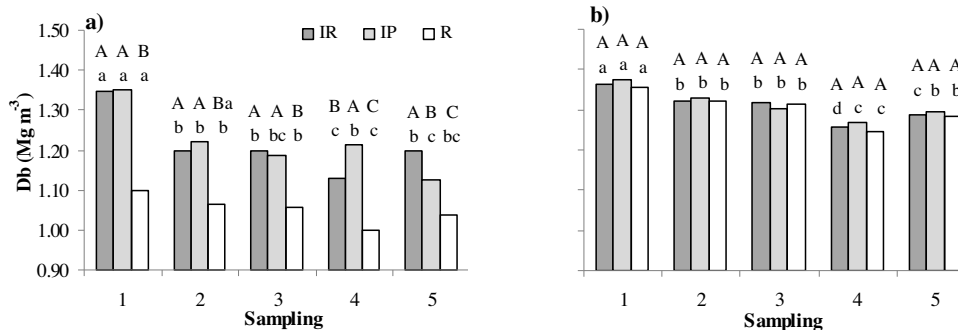 a)
IR IP R
A A B
a a a
A A Ba
b b b
A A B
b bc b
B A C
c b c
A B C
b c bc
1.50
1.40
1.30
1.20
1.10
1.00
0.90
Db (Mg m-3)
1 2 3 4 5
Sampling
b)
A A A
a a a
A A A
b b b
A A A
b b b
A A A
d c c
A A A
c b b
1 2 3 4 5
Sampling